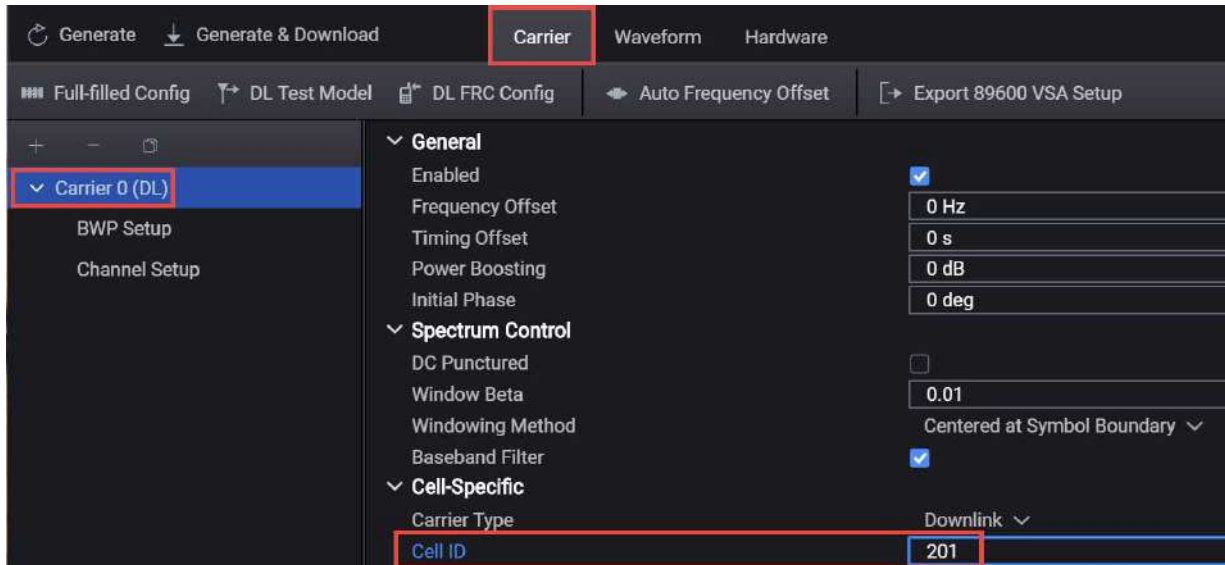 Generate Generate & Download Carrier Waveform Hardware
Full-filled Config DL Test Model DL FRC Config Auto Frequency Offset Export 89600 VSA Setup
Carrier 0 (DL)
BWP Setup
Channel Setup
General
Enabled
Frequency Offset 0 Hz
Timing Offset 0 s
Power Boosting 0 dB
Initial Phase 0 deg
Spectrum Control
DC Punctured
Window Beta 0.01
Windowing Method Centered at Symbol Boundary
Baseband Filter
Cell-Specific
Carrier Type Downlink
Cell ID 201